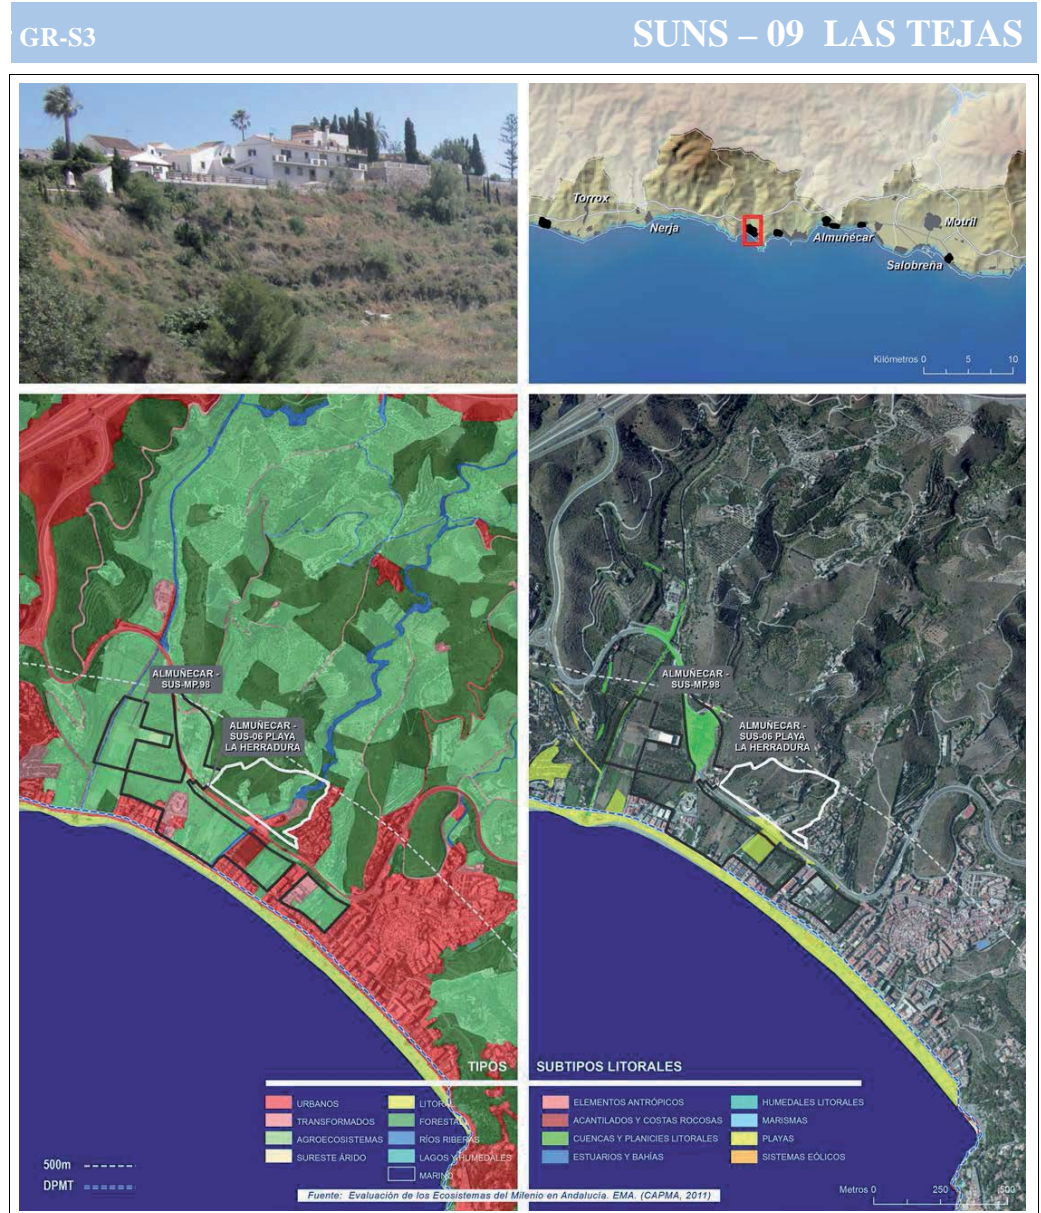 GR-S3
SUNS – 09 LAS TEJAS
Torrox
Nerja
Almuñécar
Motril
Salobreña
Kilómetros 0 5 10
ALMUÑECAR -
SUS-MP.98
ALMUÑECAR -
SUS-06 PLAYA
LA HERRADURA
ALMUÑECAR -
SUS-MP.98
ALMUÑECAR -
SUS-06 PLAYA
LA HERRADURA
TIPOS
URBANOS
TRANSFORMADOS
AGROECOSISTEMAS
SURESTE ÁRIDO
LITORAL
FORESTAL
RÍOS RIBERAS
LAGOS Y HUMEDALES
MARINO
500m
DPMT
SUBTIPOS LITORALES
ELEMENTOS ANTRÓPICOS
ACANTILADOS Y COSTAS ROCOSAS
CUENCAS Y PLANICIES LITORALES
ESTUARIOS Y BAHÍAS
HUMEDALES LITORALES
MARISMAS
PLAYAS
SISTEMAS EÓLICOS
Fuente: Evaluación de los Ecosistemas del Milenio en Andalucía. EMA. (CAPMA, 2011)
Metros 0 250 500